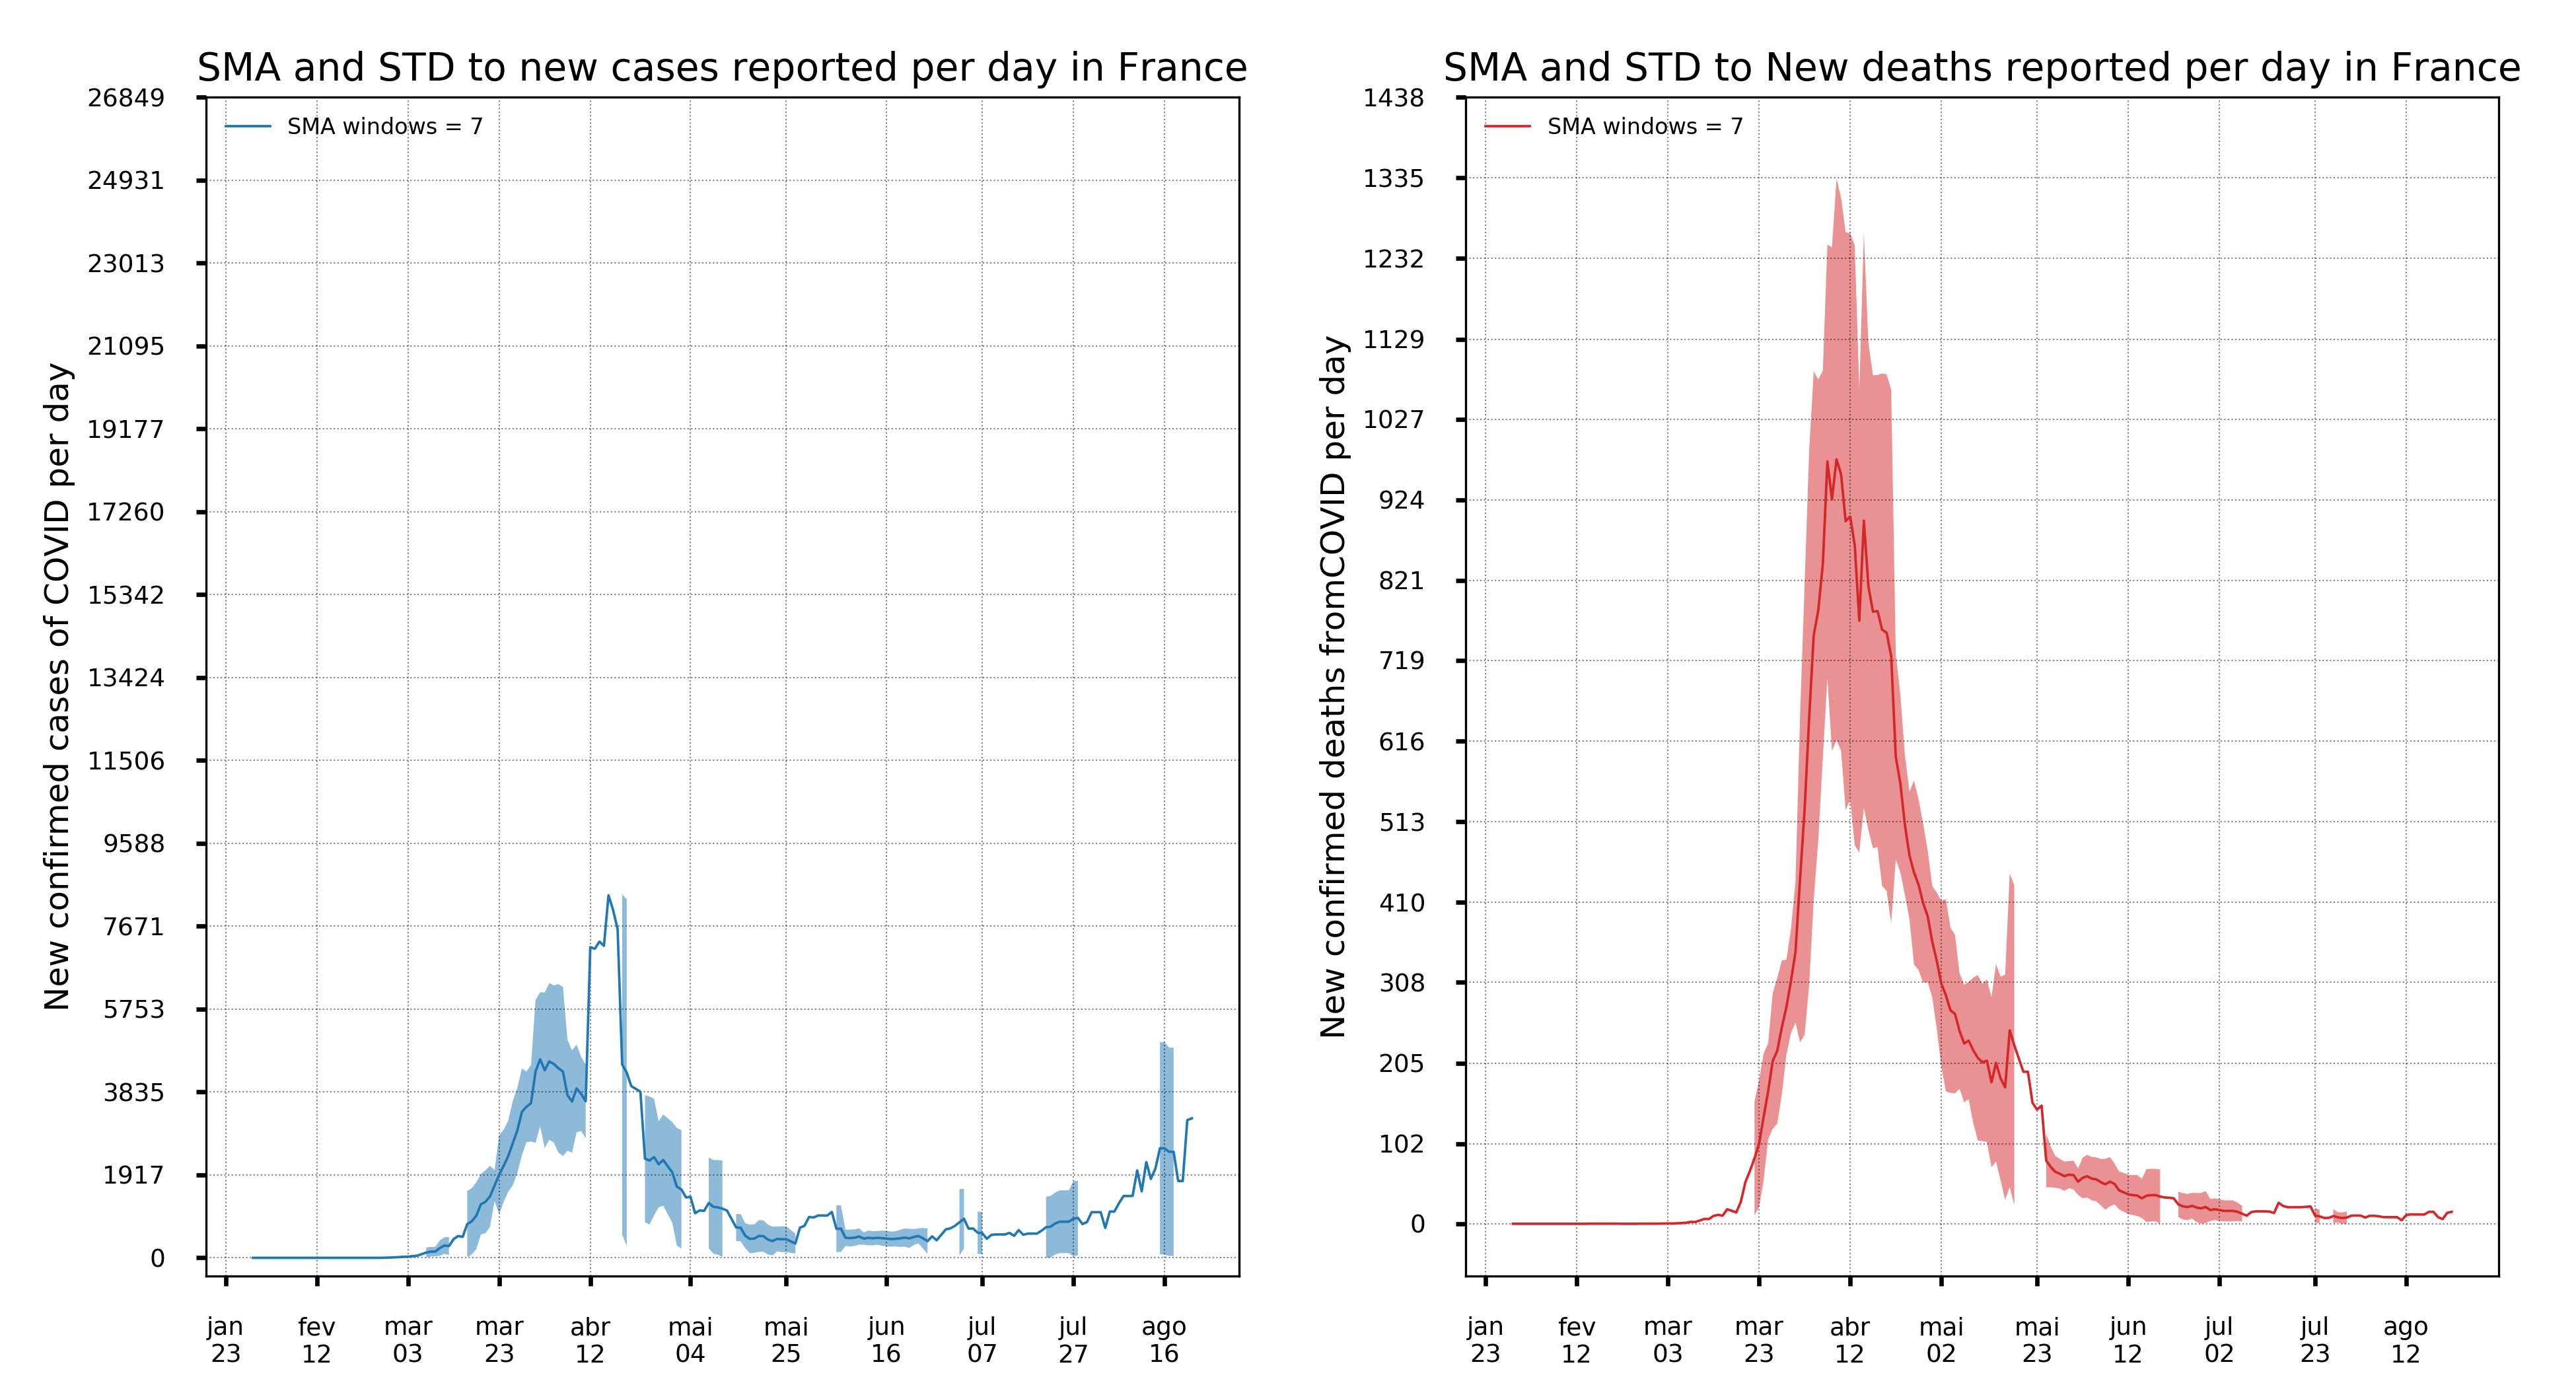 SMA and STD to new cases reported per day in France
New confirmed cases of COVID per day
26849
24931
23013
21095
19177
17260
15342
13424
11506
9588
7671
5753
3835
1917
0
SMA windows = 7
jan 23
fev 12
mar 03
mar 23
abr 12
mai 04
mai 25
jun 16
jul 07
jul 27
ago 16
SMA and STD to New deaths reported per day in France
New confirmed deaths fromCOVID per day
1438
1335
1232
1129
1027
924
821
719
616
513
410
308
205
102
0
SMA windows = 7
jan 23
fev 12
mar 03
mar 23
abr 12
mai 02
mai 23
jun 12
jul 02
jul 23
ago 12